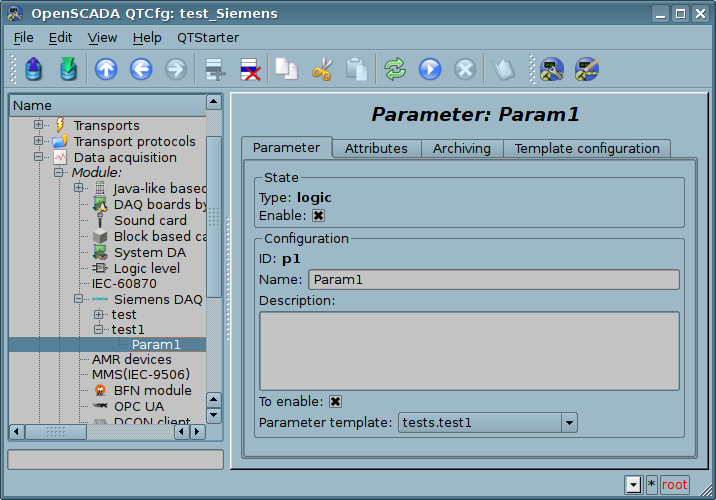 OpenSCADA QTCfg: test_Siemens
File Edit View Help QTStarter
Name
Transports
Transport protocols
Data acquisition
Module:
Java-like based
DAQ boards by
Sound card
Block based ca
System DA
Logic level
IEC-60870
Siemens DAQ
test
test1
Param1
AMR devices
MMS(IEC-9506)
BFN module
OPC UA
DCON client
Parameter: Param1
Parameter Attributes Archiving Template configuration
State
Type: logic
Enable:
Configuration
ID: p1
Name: Param1
Description:
To enable:
Parameter template: tests.test1
* root